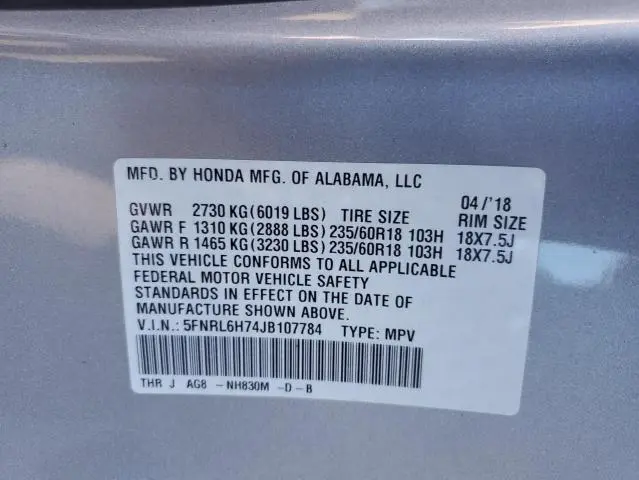 MFD. BY HONDA MFG. OF ALABAMA, LLC 04/'18
GVWR 2730 KG(6019 LBS) TIRE SIZE RIM SIZE
GAWR F 1310 KG(2888 LBS)235/60R18 103H 18X7.5J
GAWR R 1465 KG(3230 LBS)235/60R18 103H 18X7.5J
THIS VEHICLE CONFORMS TO ALL APPLICABLE
FEDERAL MOTOR VEHICLE SAFETY
STANDARDS IN EFFECT ON THE DATE OF
MANUFACTURE SHOWN ABOVE.
V.I.N.: 5FNRL6H74JB107784 TYPE: MPV
THR J AG8 -NH830M -D-B